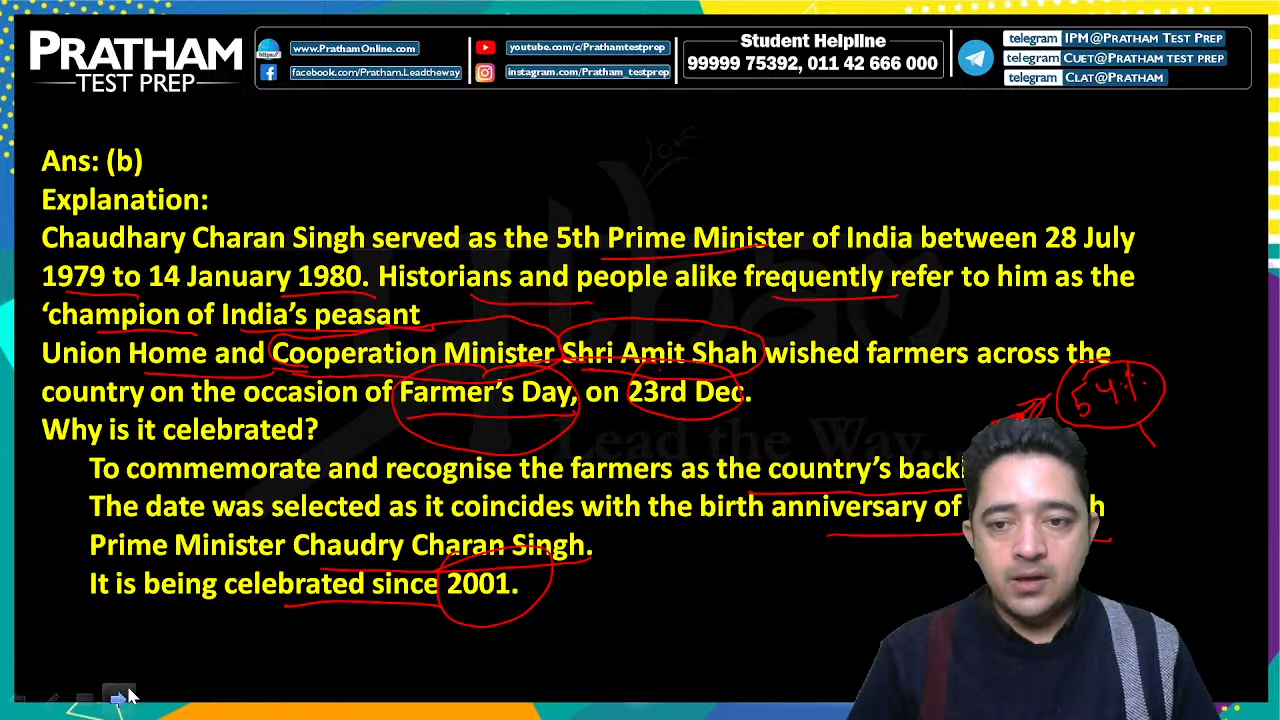 PRATHAM
TEST PREP
https://
www.PrathamOnline.com
facebook.com/Pratham.Leadtheway
youtube.com/c/Prathamtestprep
instagram.com/Pratham_testprep
Student Helpline
99999 75392, 011 42 666 000
telegram IPM@PRATHAM TEST PREP
telegram CUET@PRATHAM TEST PREP
telegram CLAT@PRATHAM
Ans: (b)
Explanation:
Chaudhary Charan Singh served as the 5th Prime Minister of India between 28 July
1979 to 14 January 1980. Historians and people alike frequently refer to him as the
‘champion of India’s peasant
Union Home and Cooperation Minister Shri Amit Shah wished farmers across the
country on the occasion of Farmer’s Day, on 23rd Dec.
54%
Why is it celebrated?
Lead the Way
To commemorate and recognise the farmers as the country’s
The date was selected as it coincides with the birth anniversary of
Prime Minister Chaudry Charan Singh.
It is being celebrated since 2001.